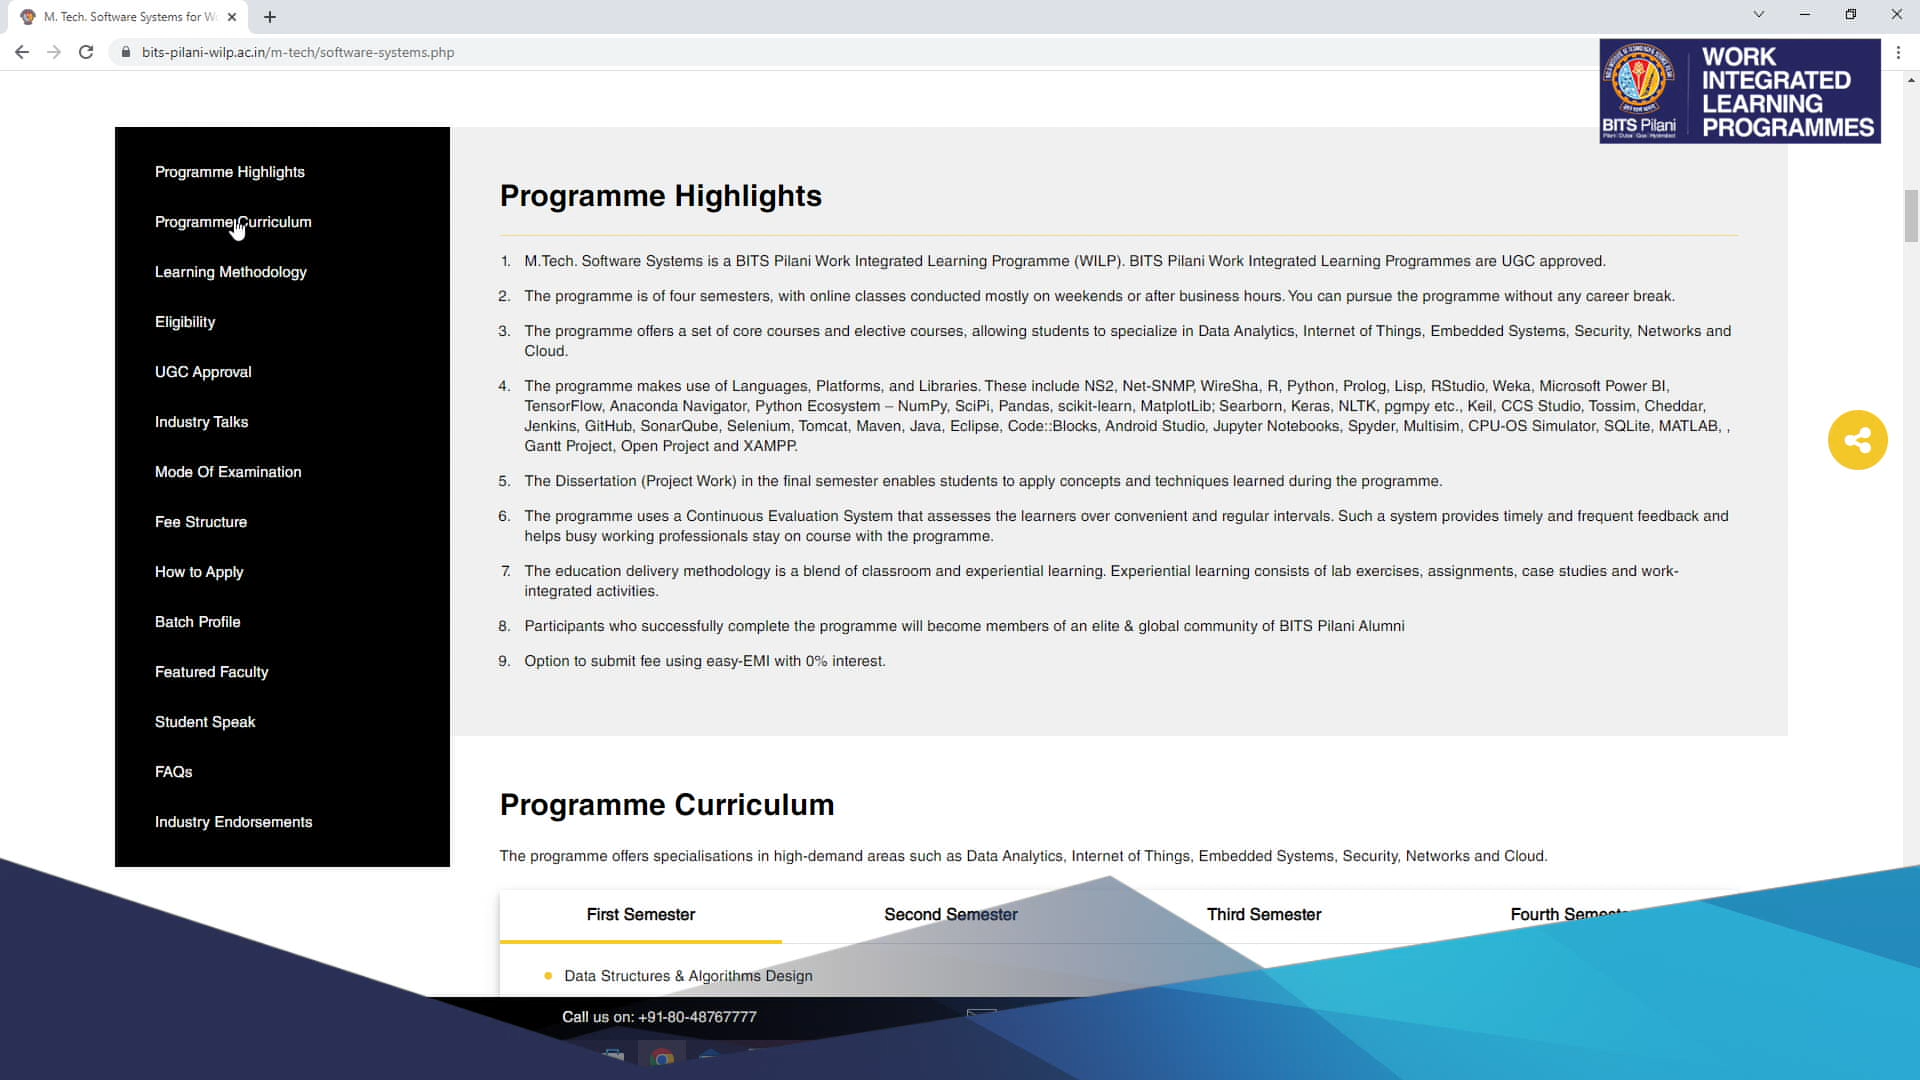 M. Tech. Software Systems for W
bits-pilani-wilp.ac.in/m-tech/software-systems.php
BITS Pilani
WORK
INTEGRATED
LEARNING
PROGRAMMES
Programme Highlights
Programme Curriculum
Learning Methodology
Eligibility
UGC Approval
Industry Talks
Mode Of Examination
Fee Structure
How to Apply
Batch Profile
Featured Faculty
Student Speak
FAQs
Industry Endorsements
Programme Highlights
1. M.Tech. Software Systems is a BITS Pilani Work Integrated Learning Programme (WILP). BITS Pilani Work Integrated Learning Programmes are UGC approved.
2. The programme is of four semesters, with online classes conducted mostly on weekends or after business hours. You can pursue the programme without any career break.
3. The programme offers a set of core courses and elective courses, allowing students to specialize in Data Analytics, Internet of Things, Embedded Systems, Security, Networks and
Cloud.
4. The programme makes use of Languages, Platforms, and Libraries. These include NS2, Net-SNMP, WireSha, R, Python, Prolog, Lisp, RStudio, Weka, Microsoft Power BI,
TensorFlow, Anaconda Navigator, Python Ecosystem – NumPy, SciPi, Pandas, scikit-learn, MatplotLib; Searborn, Keras, NLTK, pgmpy etc., Keil, CCS Studio, Tossim, Cheddar,
Jenkins, GitHub, SonarQube, Selenium, Tomcat, Maven, Java, Eclipse, Code::Blocks, Android Studio, Jupyter Notebooks, Spyder, Multisim, CPU-OS Simulator, SQLite, MATLAB, ,
Gantt Project, Open Project and XAMPP.
5. The Dissertation (Project Work) in the final semester enables students to apply concepts and techniques learned during the programme.
6. The programme uses a Continuous Evaluation System that assesses the learners over convenient and regular intervals. Such a system provides timely and frequent feedback and
helps busy working professionals stay on course with the programme.
7. The education delivery methodology is a blend of classroom and experiential learning. Experiential learning consists of lab exercises, assignments, case studies and work-
integrated activities.
8. Participants who successfully complete the programme will become members of an elite & global community of BITS Pilani Alumni
9. Option to submit fee using easy-EMI with 0% interest.
Programme Curriculum
The programme offers specialisations in high-demand areas such as Data Analytics, Internet of Things, Embedded Systems, Security, Networks and Cloud.
First Semester
Second Semester
Third Semester
Fourth Semester
Data Structures & Algorithms Design
Call us on: +91-80-48767777